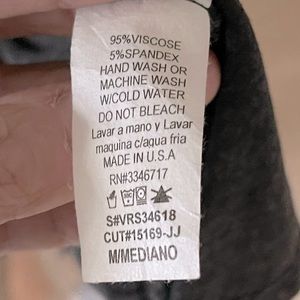 95%VISCOSE
5%SPANDEX
HAND WASH OR
MACHINE WASH
W/COLD WATER
DO NOT BLEACH
Lavar a mano y Lavar
maquina c/agua fria
MADE IN U.S.A
RN#3346717
S#VRS34618
CUT#15169-JJ
M/MEDIANO